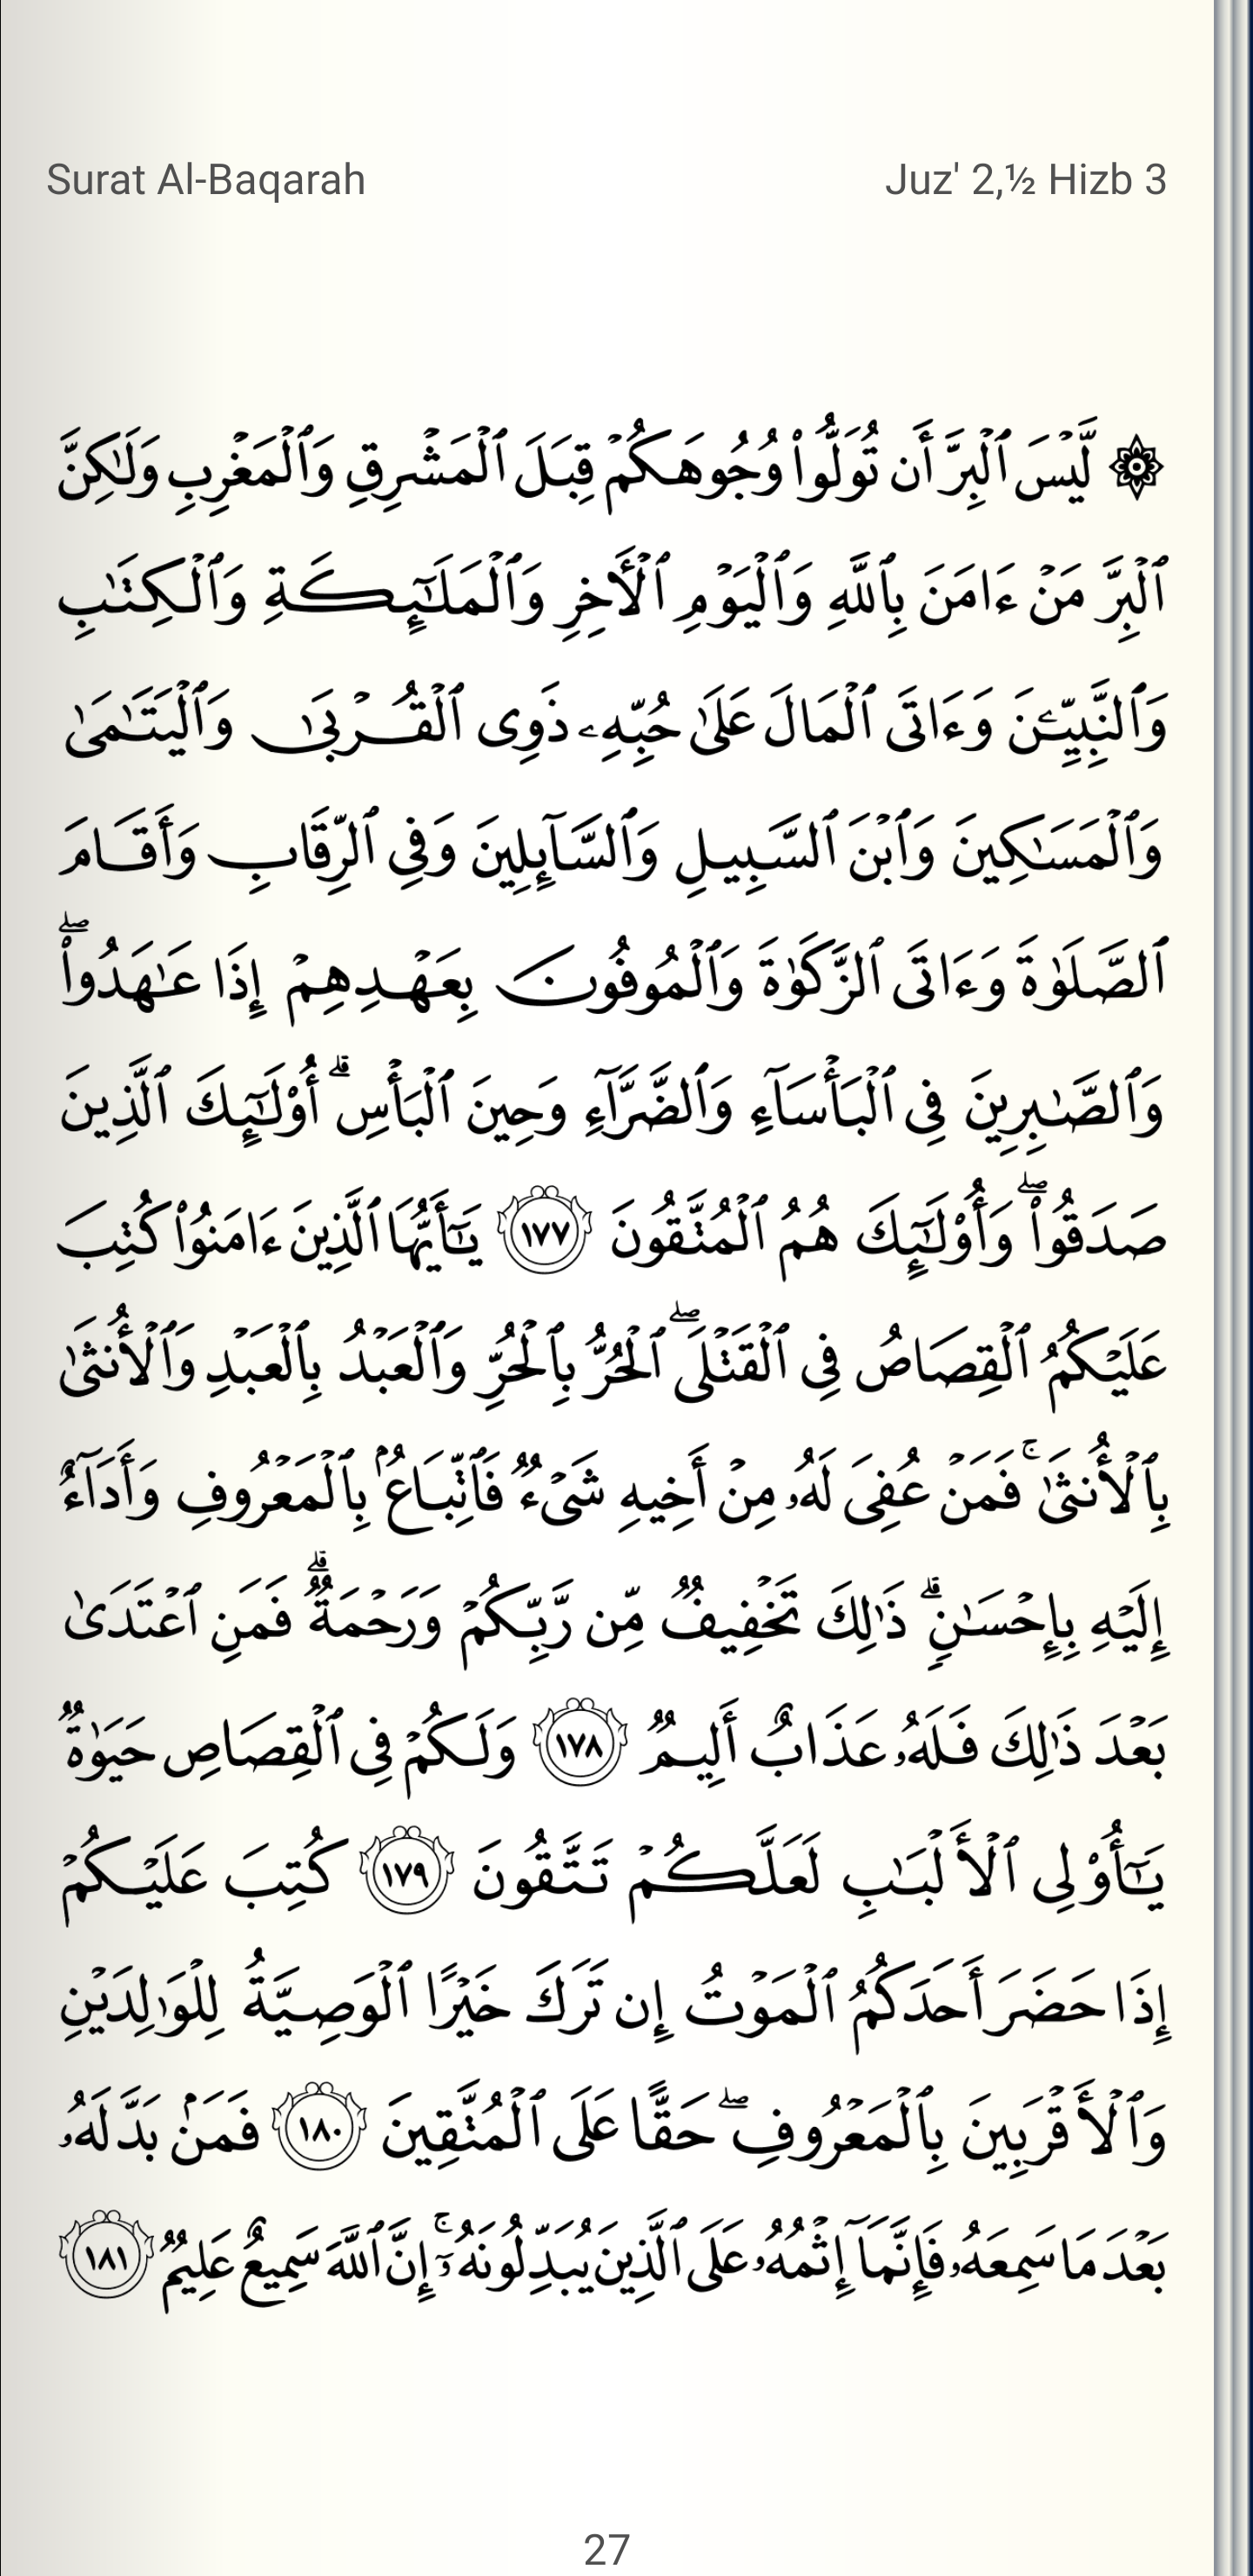 Surat Al-Baqarah
Juz' 2,½ Hizb 3
۞ لَّيْسَ ٱلْبِرَّ أَن تُوَلُّوا۟ وُجُوهَكُمْ قِبَلَ ٱلْمَشْرِقِ وَٱلْمَغْرِبِ وَلَـٰكِنَّ
ٱلْبِرَّ مَنْ ءَامَنَ بِٱللَّهِ وَٱلْيَوْمِ ٱلْـَٔاخِرِ وَٱلْمَلَـٰٓئِكَةِ وَٱلْكِتَـٰبِ
وَٱلنَّبِيِّـۧنَ وَءَاتَى ٱلْمَالَ عَلَىٰ حُبِّهِۦ ذَوِى ٱلْقُرْبَىٰ وَٱلْيَتَـٰمَىٰ
وَٱلْمَسَـٰكِينَ وَٱبْنَ ٱلسَّبِيلِ وَٱلسَّآئِلِينَ وَفِى ٱلرِّقَابِ وَأَقَامَ
ٱلصَّلَوٰةَ وَءَاتَى ٱلزَّكَوٰةَ وَٱلْمُوفُونَ بِعَهْدِهِمْ إِذَا عَـٰهَدُوا۟ ۖ
وَٱلصَّـٰبِرِينَ فِى ٱلْبَأْسَآءِ وَٱلضَّرَّآءِ وَحِينَ ٱلْبَأْسِ ۗ أُو۟لَـٰٓئِكَ ٱلَّذِينَ
صَدَقُوا۟ ۖ وَأُو۟لَـٰٓئِكَ هُمُ ٱلْمُتَّقُونَ ١٧٧ يَـٰٓأَيُّهَا ٱلَّذِينَ ءَامَنُوا۟ كُتِبَ
عَلَيْكُمُ ٱلْقِصَاصُ فِى ٱلْقَتْلَى ۖ ٱلْحُرُّ بِٱلْحُرِّ وَٱلْعَبْدُ بِٱلْعَبْدِ وَٱلْأُنثَىٰ
بِٱلْأُنثَىٰ ۚ فَمَنْ عُفِىَ لَهُۥ مِنْ أَخِيهِ شَىْءٌ فَٱتِّبَاعٌۢ بِٱلْمَعْرُوفِ وَأَدَآءٌ
إِلَيْهِ بِإِحْسَـٰنٍ ۗ ذَٰلِكَ تَخْفِيفٌ مِّن رَّبِّكُمْ وَرَحْمَةٌ ۗ فَمَنِ ٱعْتَدَىٰ
بَعْدَ ذَٰلِكَ فَلَهُۥ عَذَابٌ أَلِيمٌ ١٧٨ وَلَكُمْ فِى ٱلْقِصَاصِ حَيَوٰةٌ
يَـٰٓأُو۟لِى ٱلْأَلْبَـٰبِ لَعَلَّكُمْ تَتَّقُونَ ١٧٩ كُتِبَ عَلَيْكُمْ
إِذَا حَضَرَ أَحَدَكُمُ ٱلْمَوْتُ إِن تَرَكَ خَيْرًا ٱلْوَصِيَّةُ لِلْوَٰلِدَيْنِ
وَٱلْأَقْرَبِينَ بِٱلْمَعْرُوفِ ۖ حَقًّا عَلَى ٱلْمُتَّقِينَ ١٨٠ فَمَنۢ بَدَّلَهُۥ
بَعْدَ مَا سَمِعَهُۥ فَإِنَّمَآ إِثْمُهُۥ عَلَى ٱلَّذِينَ يُبَدِّلُونَهُۥٓ ۚ إِنَّ ٱللَّهَ سَمِيعٌ عَلِيمٌ ١٨١
27